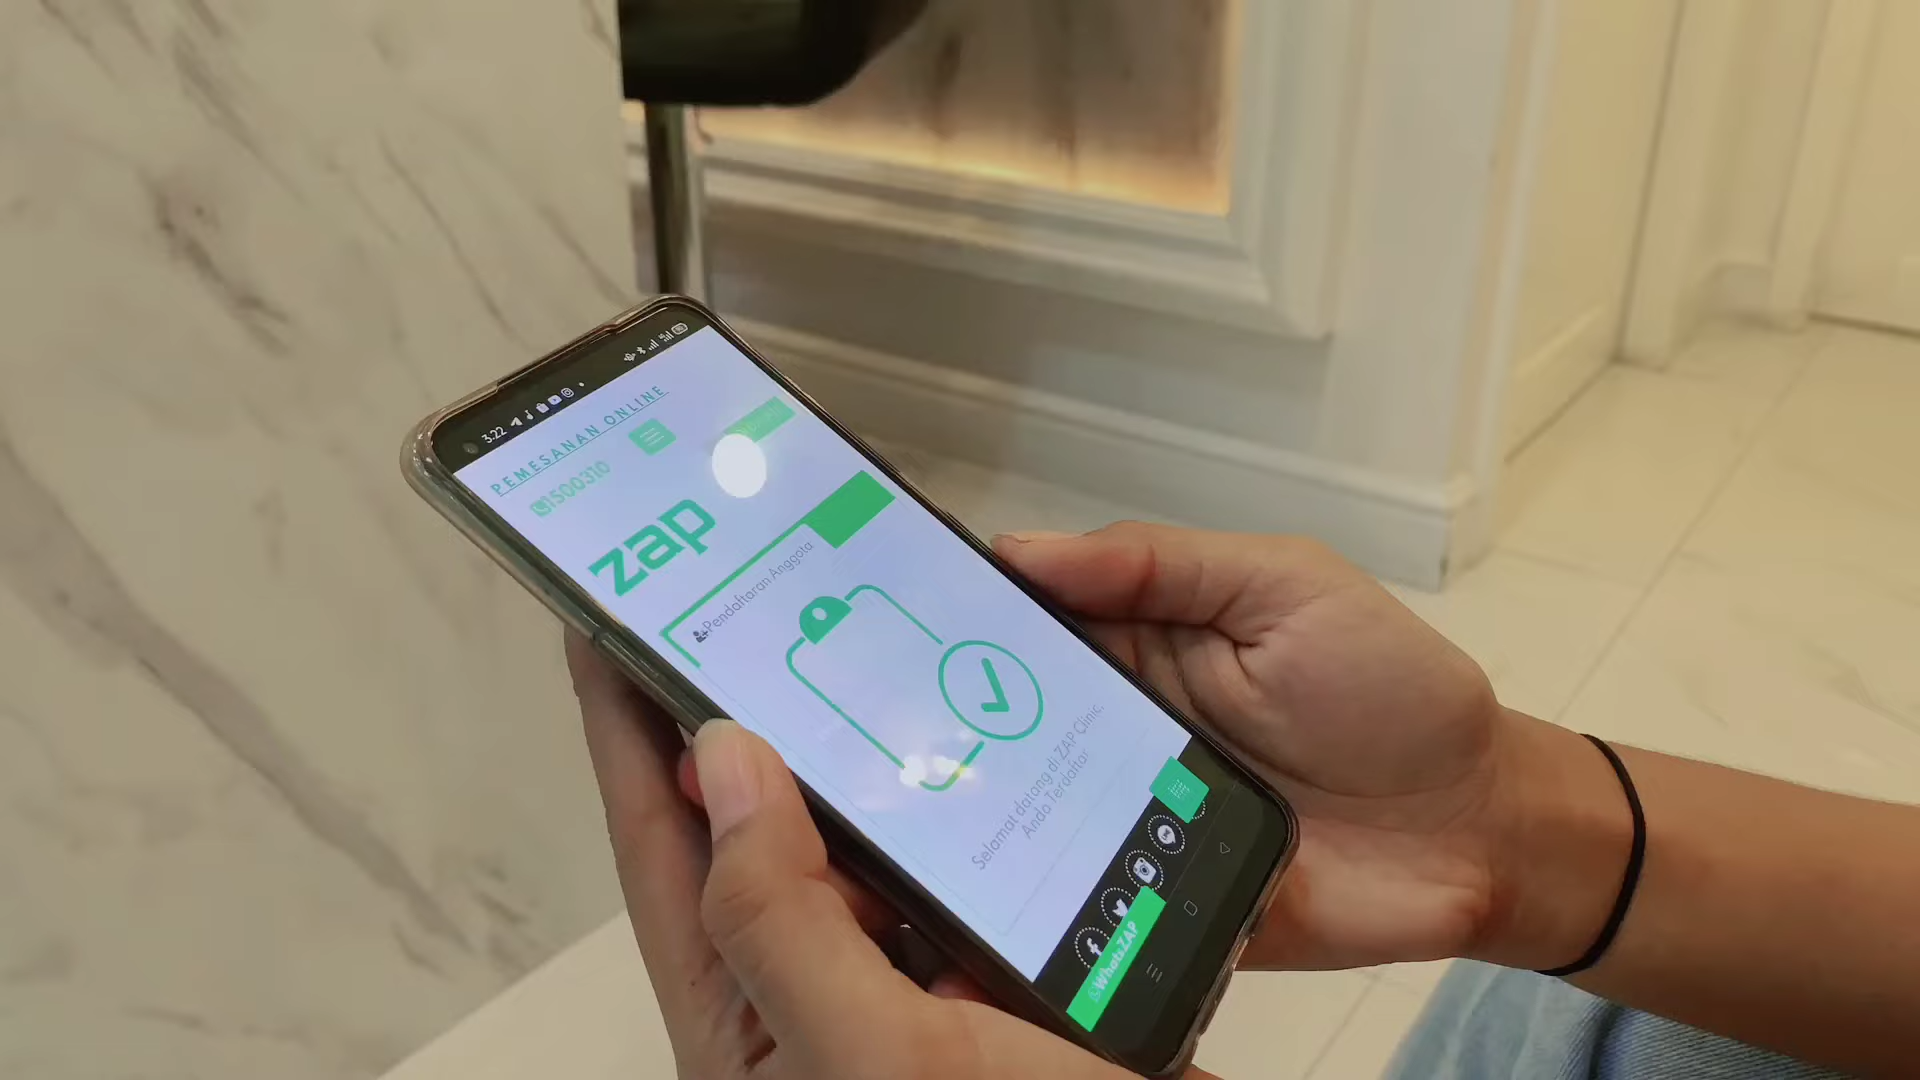 3.22
PEMESANAN ONLINE
1500310
zap
Pendaftaran Anggota
Selamat datang di ZAP Clinic.
Anda Terdaftar
WhatsZAP